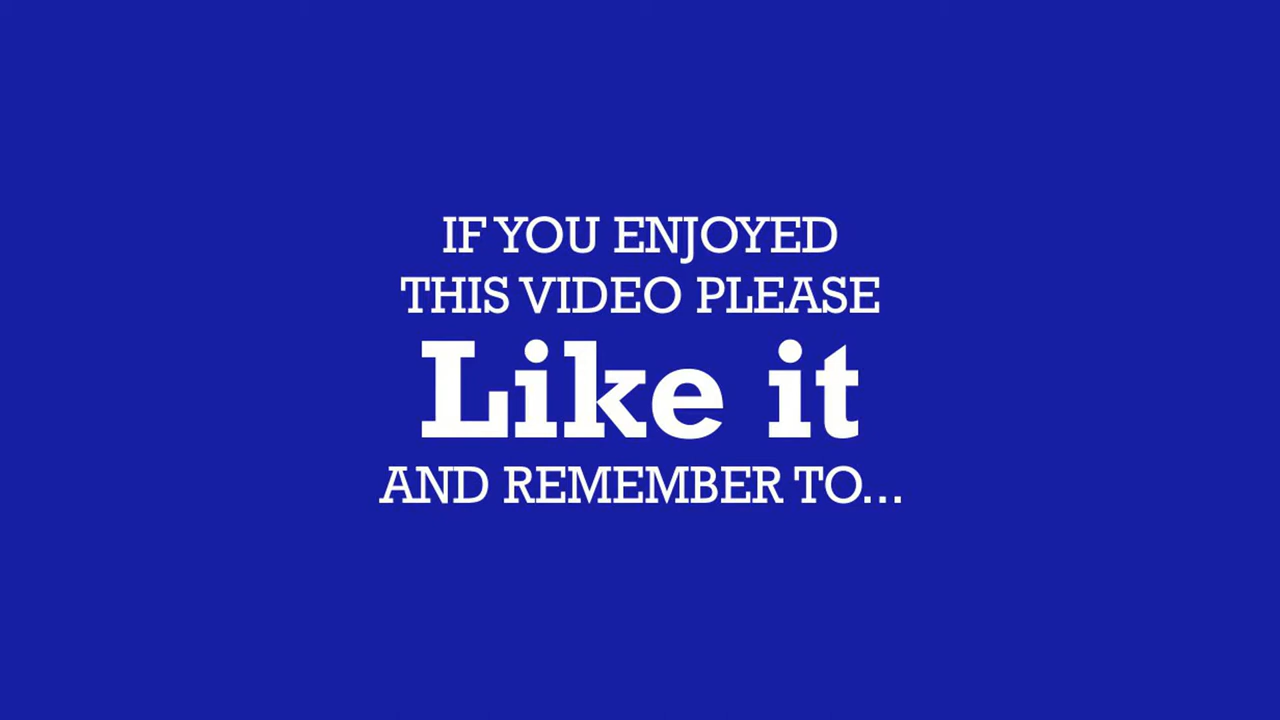 IF YOU ENJOYED
THIS VIDEO PLEASE
Like it
AND REMEMBER TO...